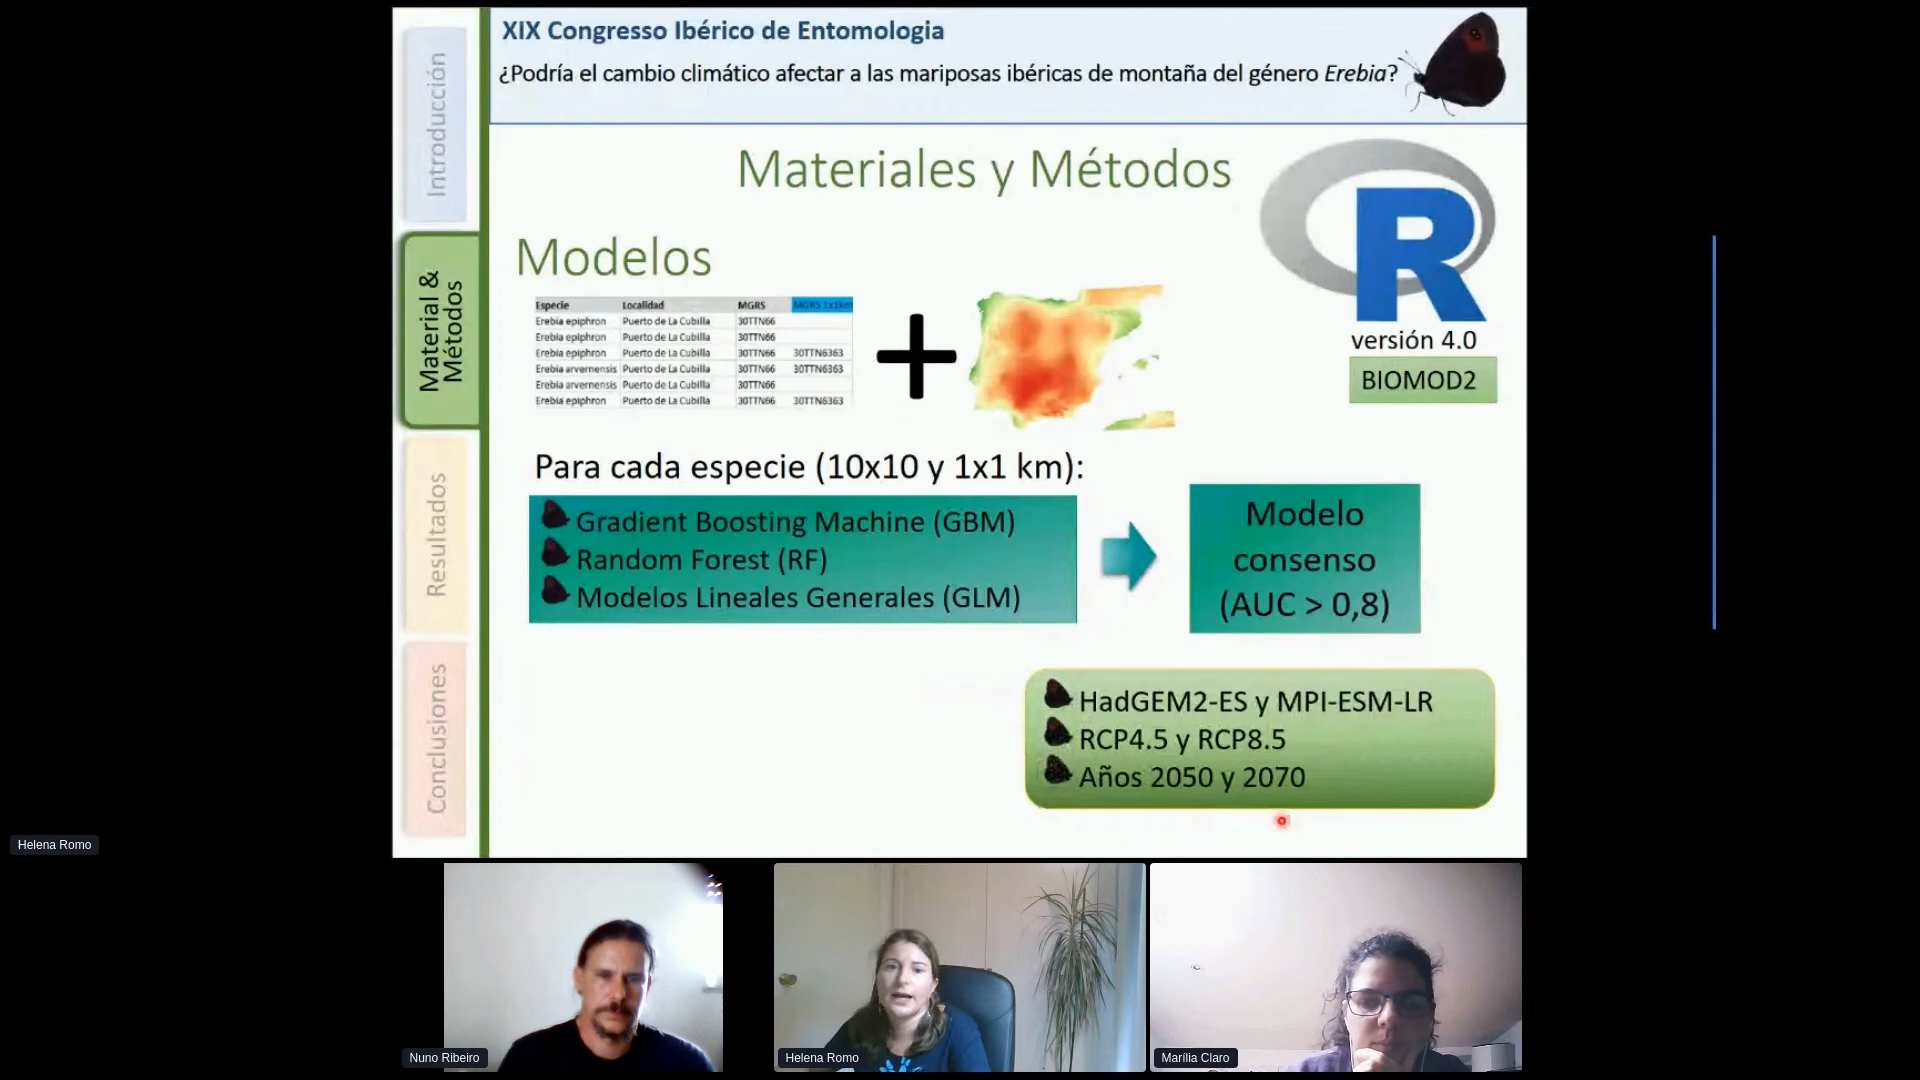 XIX Congresso Ibérico de Entomologia
¿Podría el cambio climático afectar a las mariposas ibéricas de montaña del género Erebia?
Introducción
Material &
Métodos
Resultados
Conclusiones
Materiales y Métodos
R
versión 4.0
BIOMOD2
Modelos
Especie Localidad MGRS MGRS 1x1km
Erebia epiphron Puerto de La Cubilla 30TTN66
Erebia epiphron Puerto de La Cubilla 30TTN66
Erebia epiphron Puerto de La Cubilla 30TTN66 30TTN6363
Erebia arvernensis Puerto de La Cubilla 30TTN66 30TTN6363
Erebia arvernensis Puerto de La Cubilla 30TTN66
Erebia epiphron Puerto de La Cubilla 30TTN66 30TTN6363
+
Para cada especie (10x10 y 1x1 km):
Gradient Boosting Machine (GBM)
Random Forest (RF)
Modelos Lineales Generales (GLM)
Modelo
consenso
(AUC > 0,8)
HadGEM2-ES y MPI-ESM-LR
RCP4.5 y RCP8.5
Años 2050 y 2070
Helena Romo
Nuno Ribeiro
Helena Romo
Marília Claro